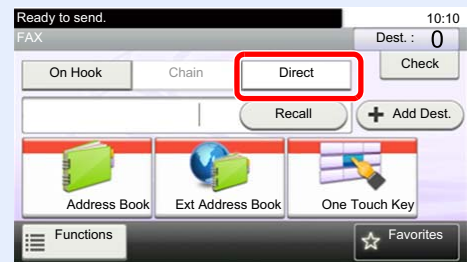 Ready to send. 10:10
FAX Dest. : 0
On Hook Chain Direct Check
Recall Add Dest.
Address Book Ext Address Book One Touch Key
Functions Favorites